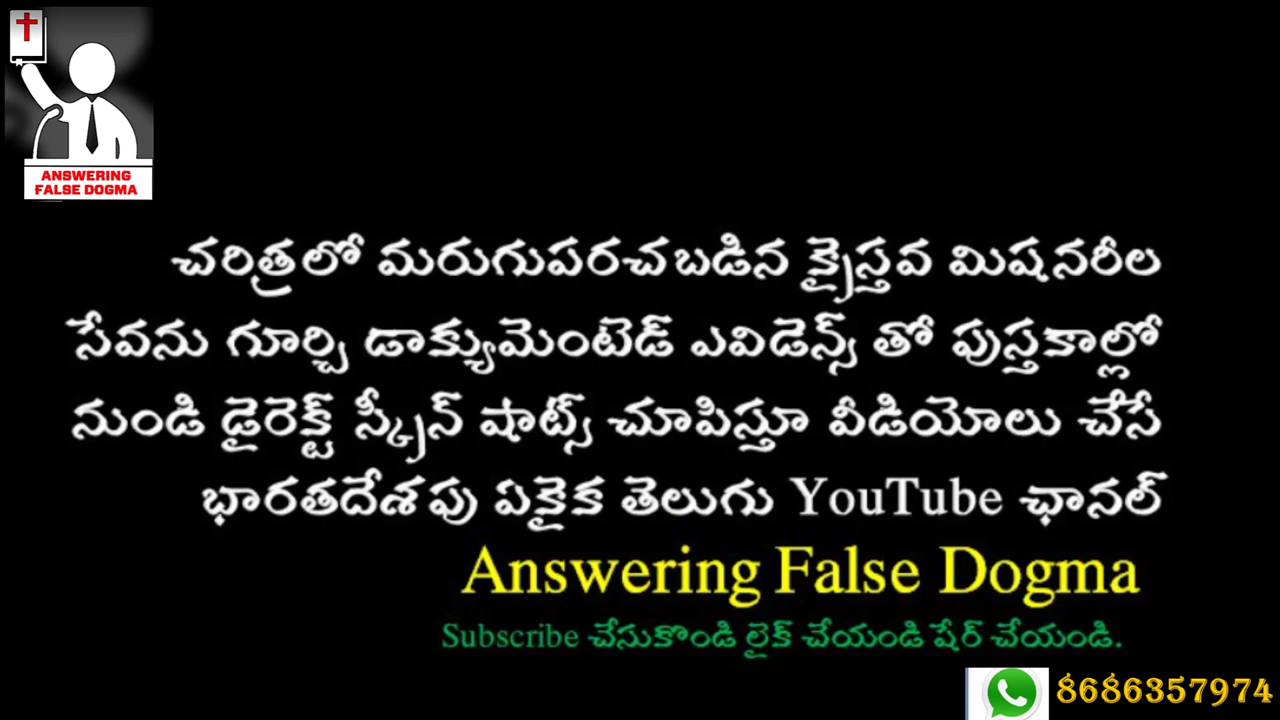 ANSWERING
FALSE DOGMA
చరిత్రలో మరుగుపరచబడిన క్రైస్తవ మిషనరీల
సేవను గూర్చి డాక్యుమెంటెడ్ ఎవిడెన్స్ తో పుస్తకాల్లో
నుండి డైరెక్ట్ స్క్రీన్ షాట్స్ చూపిస్తూ వీడియోలు చేసే
భారతదేశపు ఏకైక తెలుగు YouTube ఛానల్
Answering False Dogma
Subscribe చేసుకొండి లైక్ చేయండి షేర్ చేయండి.
8686357974